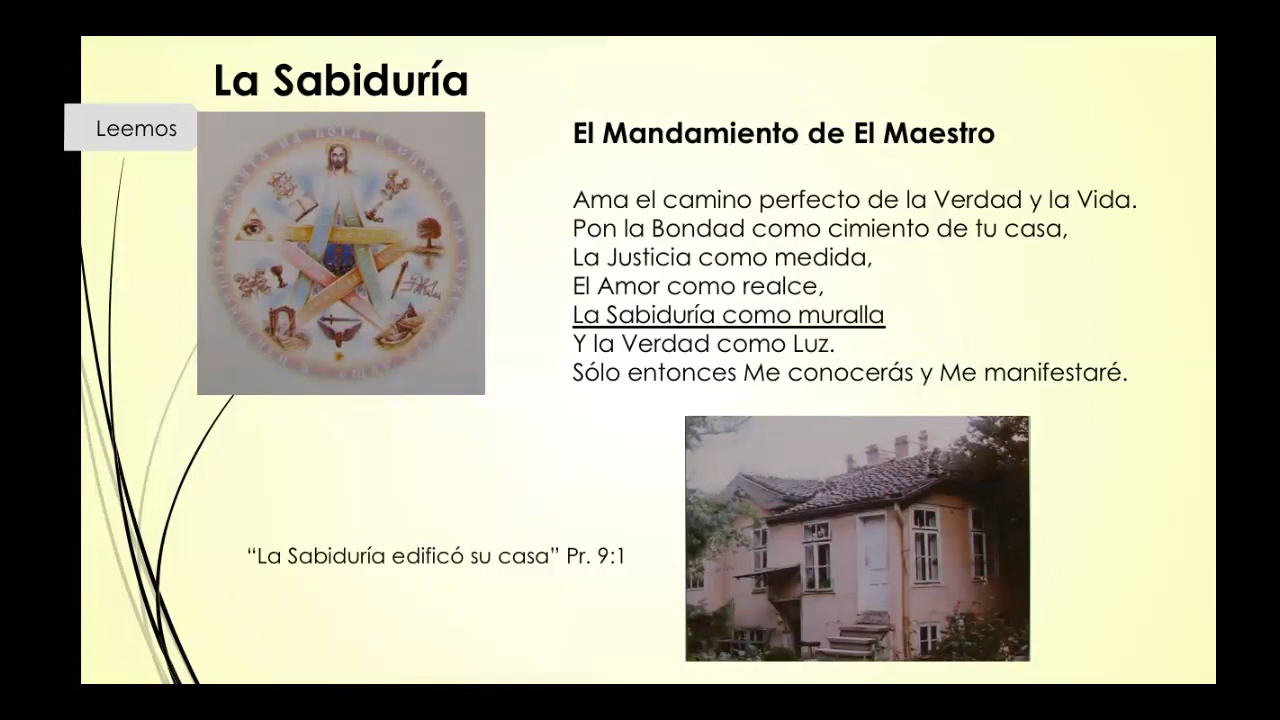 La Sabiduría
Leemos
El Mandamiento de El Maestro
Ama el camino perfecto de la Verdad y la Vida.
Pon la Bondad como cimiento de tu casa,
La Justicia como medida,
El Amor como realce,
La Sabiduría como muralla
Y la Verdad como Luz.
Sólo entonces Me conocerás y Me manifestaré.
“La Sabiduría edificó su casa” Pr. 9:1